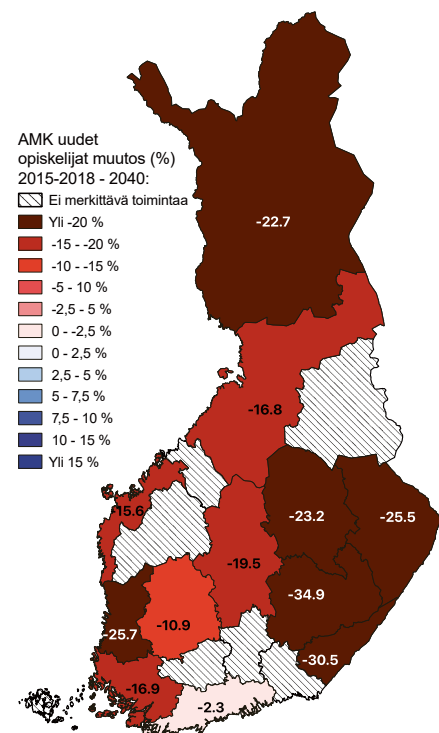 AMK uudet
opiskelijat muutos (%)
2015-2018 - 2040:
Ei merkittävä toimintaa
Yli -20 %
-15 - -20 %
-10 - -15 %
-5 - 10 %
-2,5 - 5 %
0 - -2,5 %
0 - 2,5 %
2,5 - 5 %
5 - 7,5 %
7,5 - 10 %
10 - 15 %
Yli 15 %
-22.7
-16.8
-15.6
-23.2
-25.5
-19.5
-34.9
-10.9
-25.7
-30.5
-16.9
-2.3